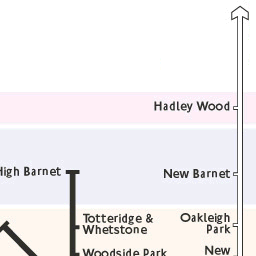 Hadley Wood
High Barnet
New Barnet
Totteridge &
Whetstone
Oakleigh
Park
Woodside Park
New